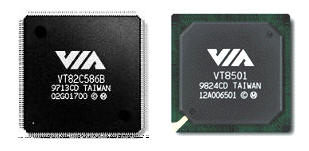 VIA
VT82C586B
9713CD TAIWAN
02G01700 Ⓒ Ⓜ
VIA
VT8501
9824CD TAIWAN
12A006501 Ⓒ Ⓜ